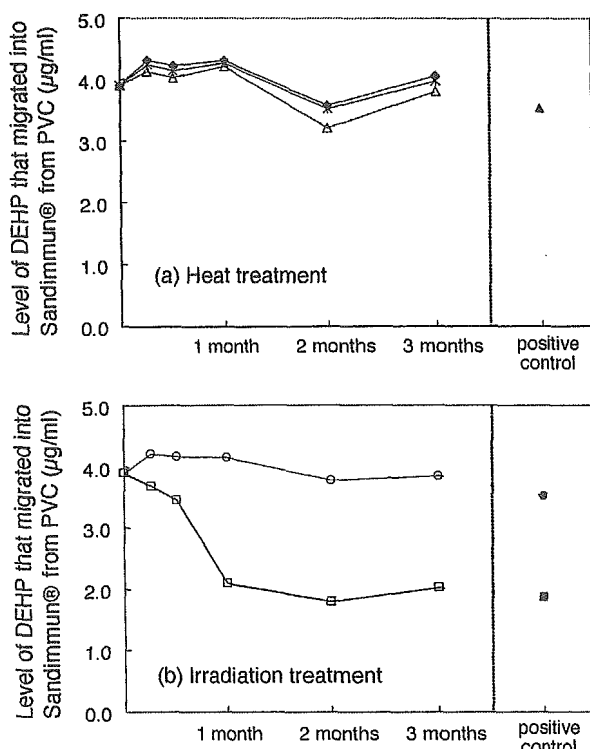 Level of DEHP that migrated into
Sandimmun® from PVC (µg/ml)
5.0
4.0
3.0
2.0
1.0
0.0
(a) Heat treatment
1 month
2 months
3 months
positive
control
Level of DEHP that migrated into
Sandimmun® from PVC (µg/ml)
5.0
4.0
3.0
2.0
1.0
0.0
(b) Irradiation treatment
1 month
2 months
3 months
positive
control